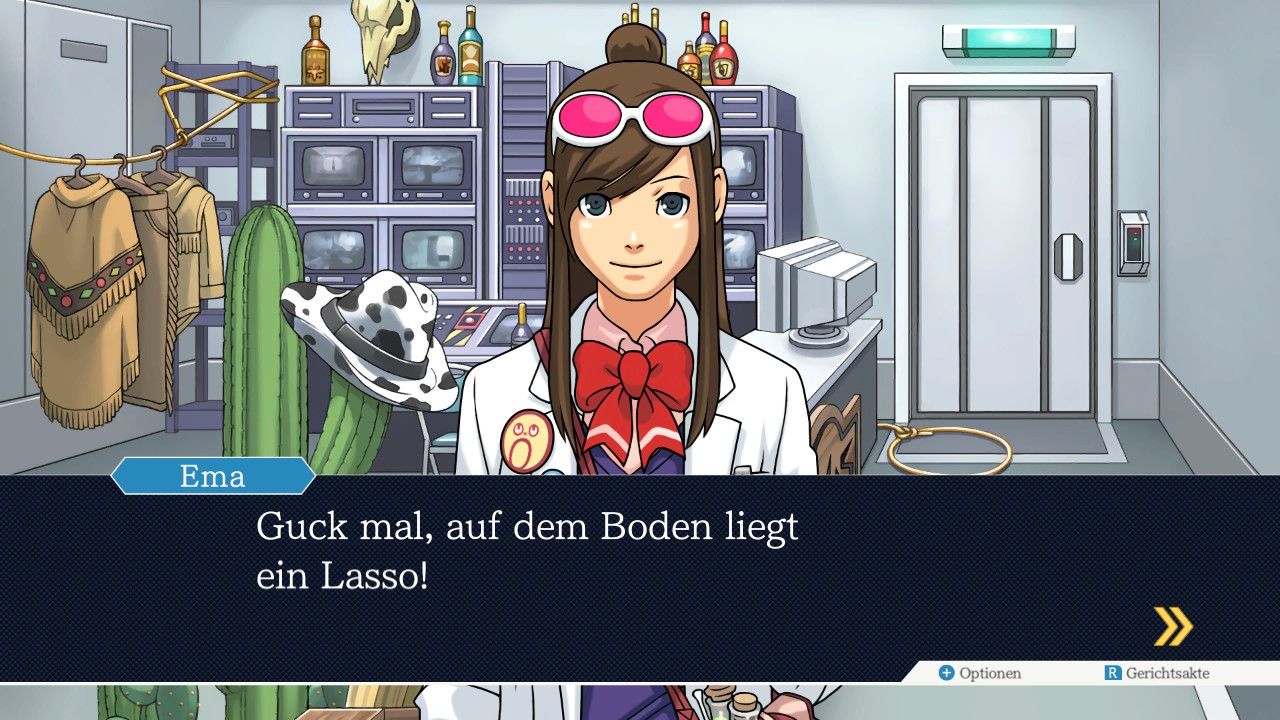 Ema
Guck mal, auf dem Boden liegt
ein Lasso!
+ Optionen
R Gerichtsakte